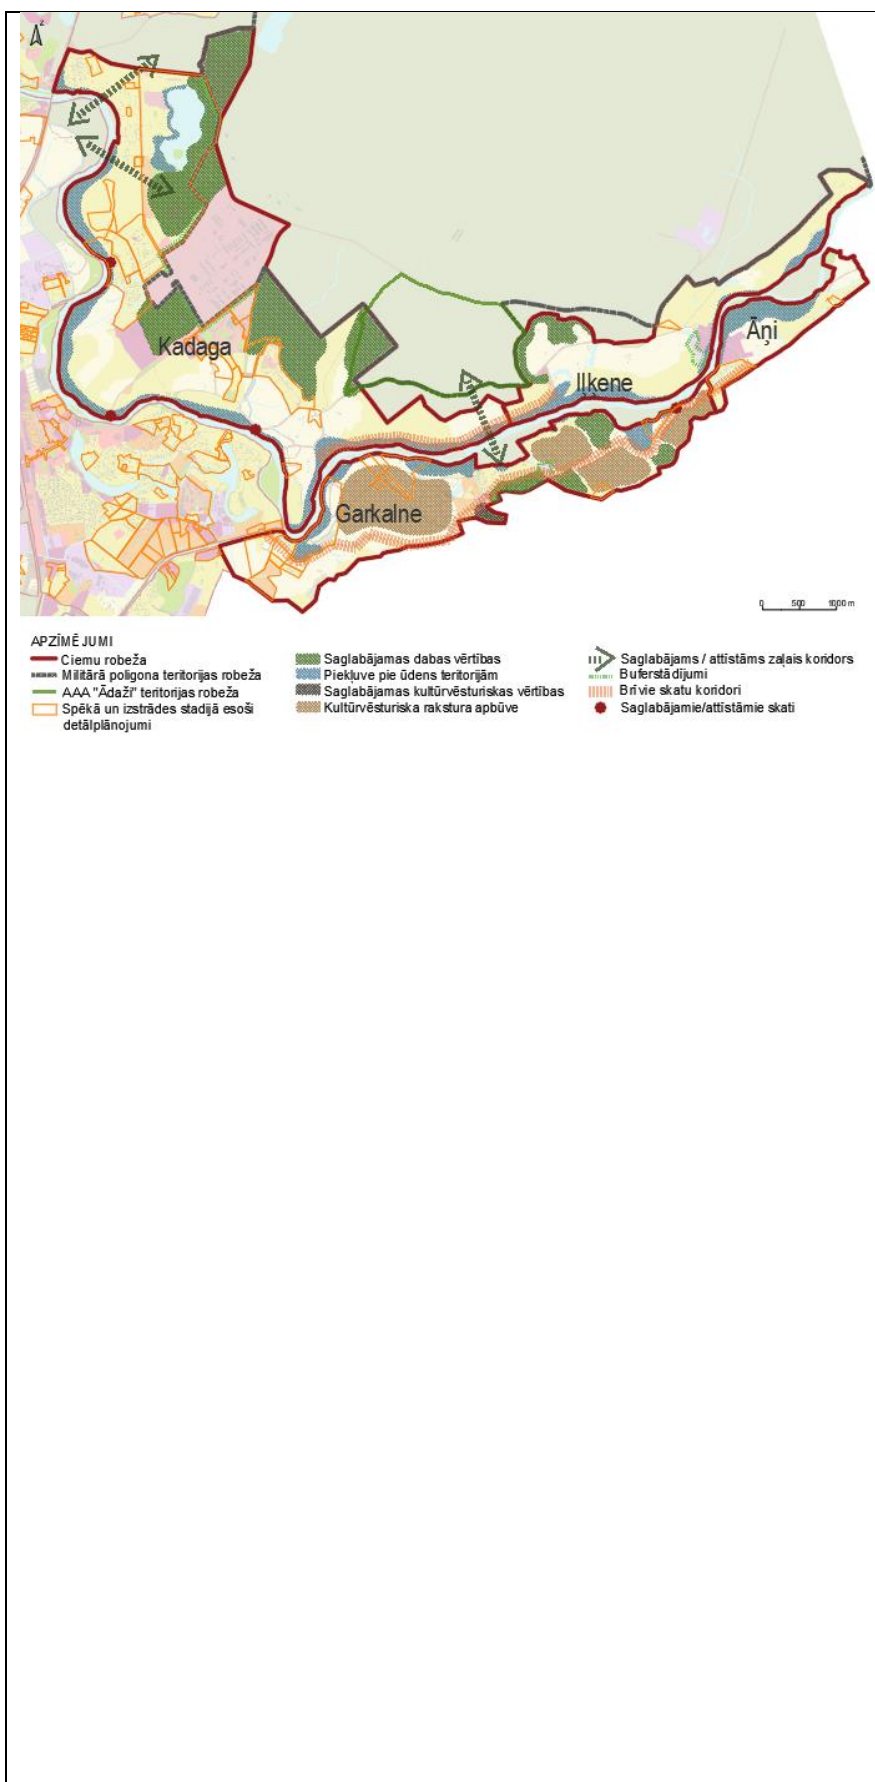 z
Kadaga
Iļķene
Āņi
Garkalne
0 500 1000 m
APZĪMĒJUMI
Ciemu robeža
Militārā poligona teritorijas robeža
AAA "Ādaži" teritorijas robeža
Spēkā un izstrādes stadijā esoši
detālplānojumi
Saglabājamas dabas vērtības
Piekļuve pie ūdens teritorijām
Saglabājamas kultūrvēsturiskas vērtības
Kultūrvēsturiska rakstura apbūve
Saglabājams / attīstāms zaļais koridors
Buferstādījumi
Brīvie skatu koridori
Saglabājamie/attīstāmie skati